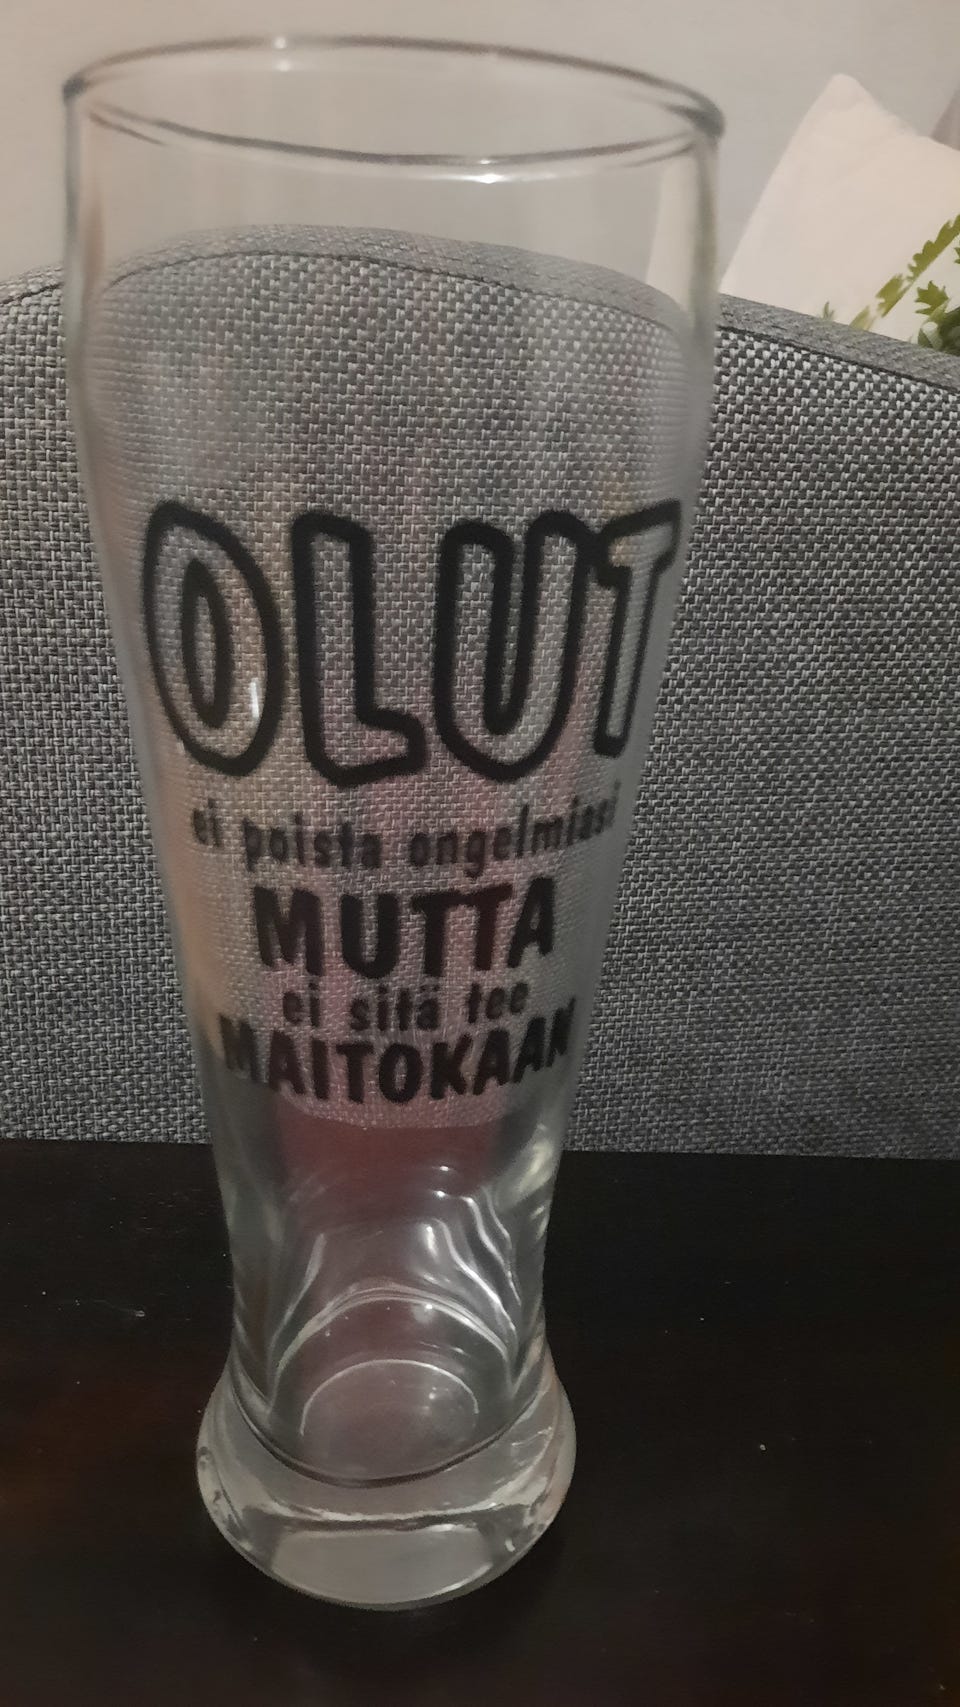 OLUT
ei poista ongelmiasi
MUTTA
ei sitä tee
MAITOKAAN